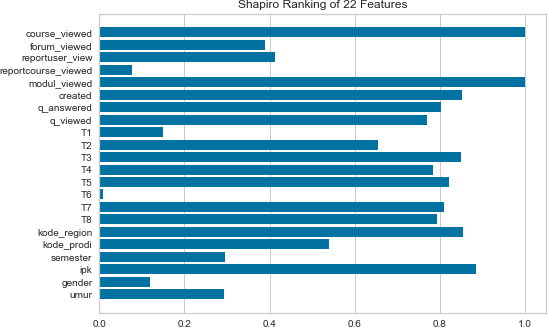 Shapiro Ranking of 22 Features
course_viewed
forum_viewed
reportuser_view
reportcourse_viewed
modul_viewed
created
q_answered
q_viewed
T1
T2
T3
T4
T5
T6
T7
T8
kode_region
kode_prodi
semester
ipk
gender
umur
0.0 0.2 0.4 0.6 0.8 1.0